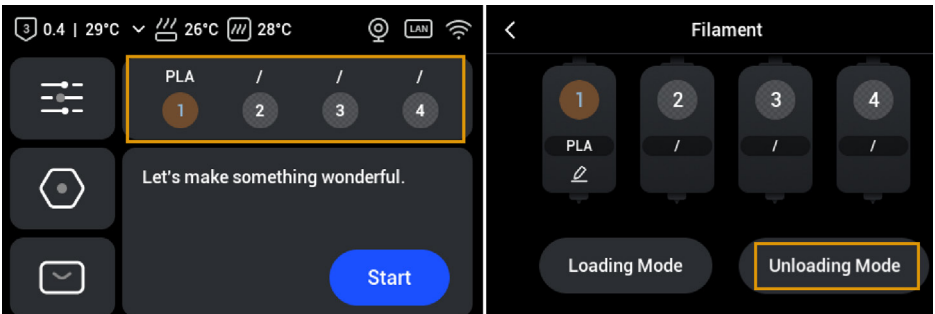 3 0.4 | 29°C 26°C 28°C LAN
PLA / / /
1 2 3 4
Let's make something wonderful.
Start
Filament
1 2 3 4
PLA / / /
Loading Mode Unloading Mode